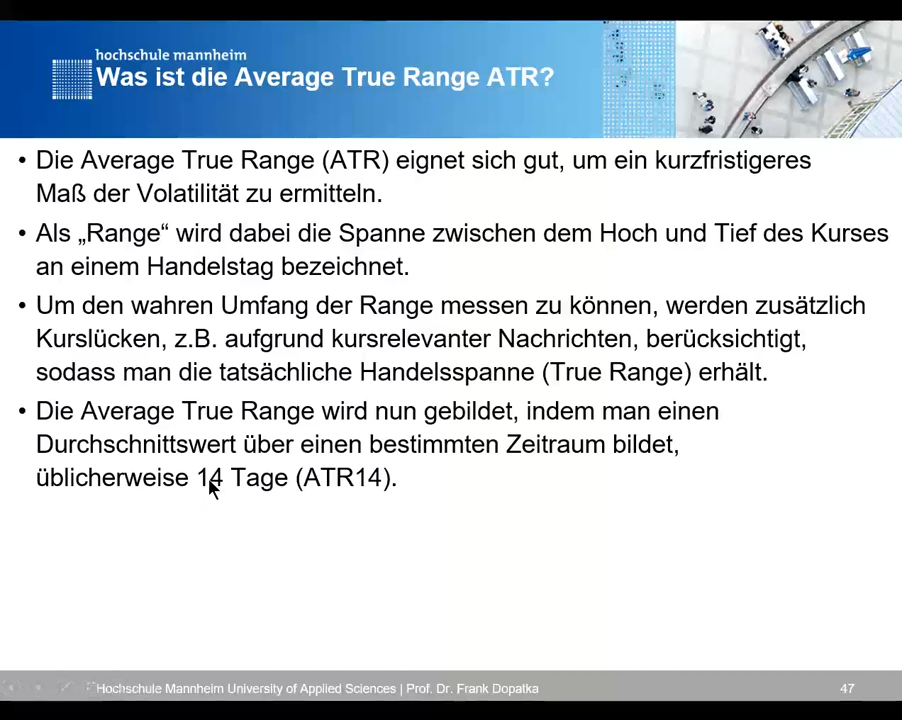 hochschule mannheim
Was ist die Average True Range ATR?
• Die Average True Range (ATR) eignet sich gut, um ein kurzfristigeres
Maß der Volatilität zu ermitteln.
• Als „Range“ wird dabei die Spanne zwischen dem Hoch und Tief des Kurses
an einem Handelstag bezeichnet.
• Um den wahren Umfang der Range messen zu können, werden zusätzlich
Kurslücken, z.B. aufgrund kursrelevanter Nachrichten, berücksichtigt,
sodass man die tatsächliche Handelsspanne (True Range) erhält.
• Die Average True Range wird nun gebildet, indem man einen
Durchschnittswert über einen bestimmten Zeitraum bildet,
üblicherweise 14 Tage (ATR14).
Hochschule Mannheim University of Applied Sciences | Prof. Dr. Frank Dopatka
47